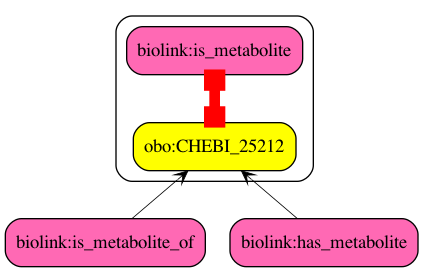 biolink:is_metabolite
obo:CHEBI_25212
biolink:is_metabolite_of
biolink:has_metabolite